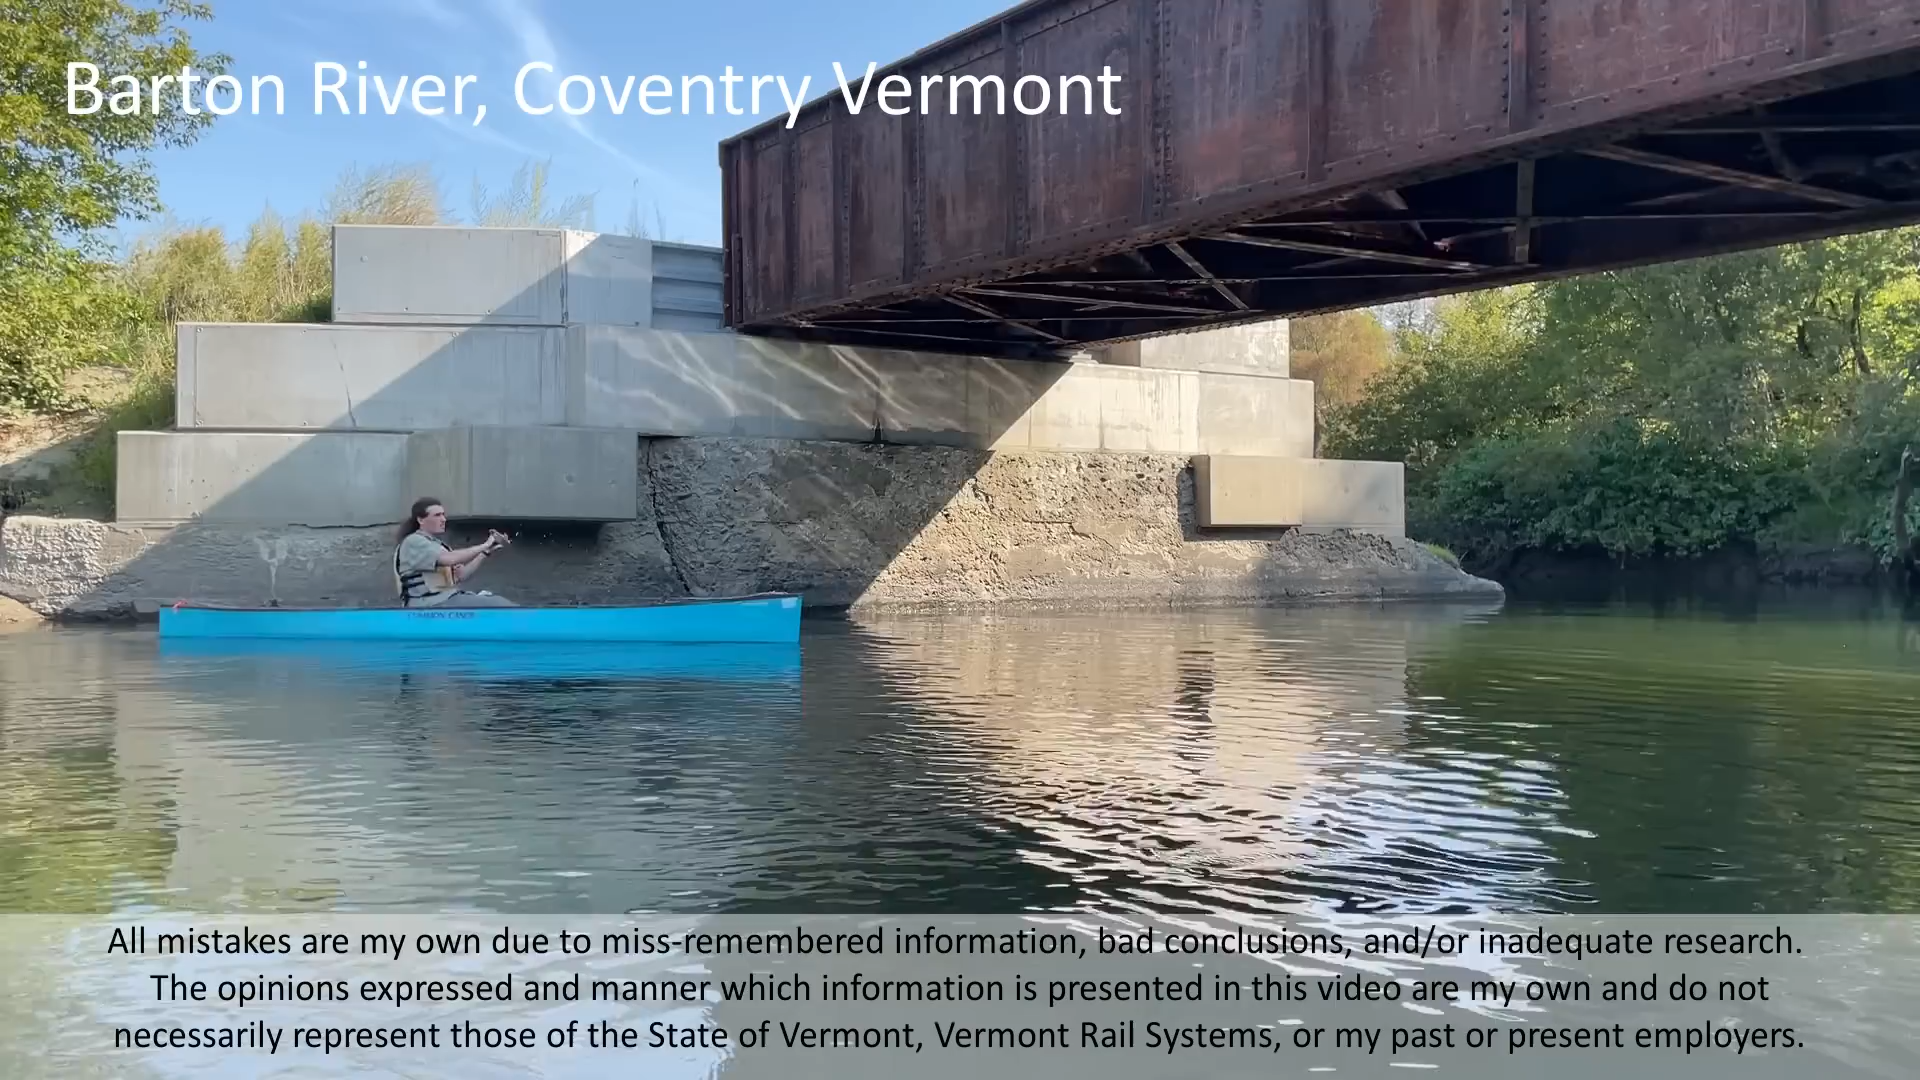 Barton River, Coventry Vermont
COMMON CANOE
All mistakes are my own due to miss-remembered information, bad conclusions, and/or inadequate research.
The opinions expressed and manner which information is presented in this video are my own and do not
necessarily represent those of the State of Vermont, Vermont Rail Systems, or my past or present employers.